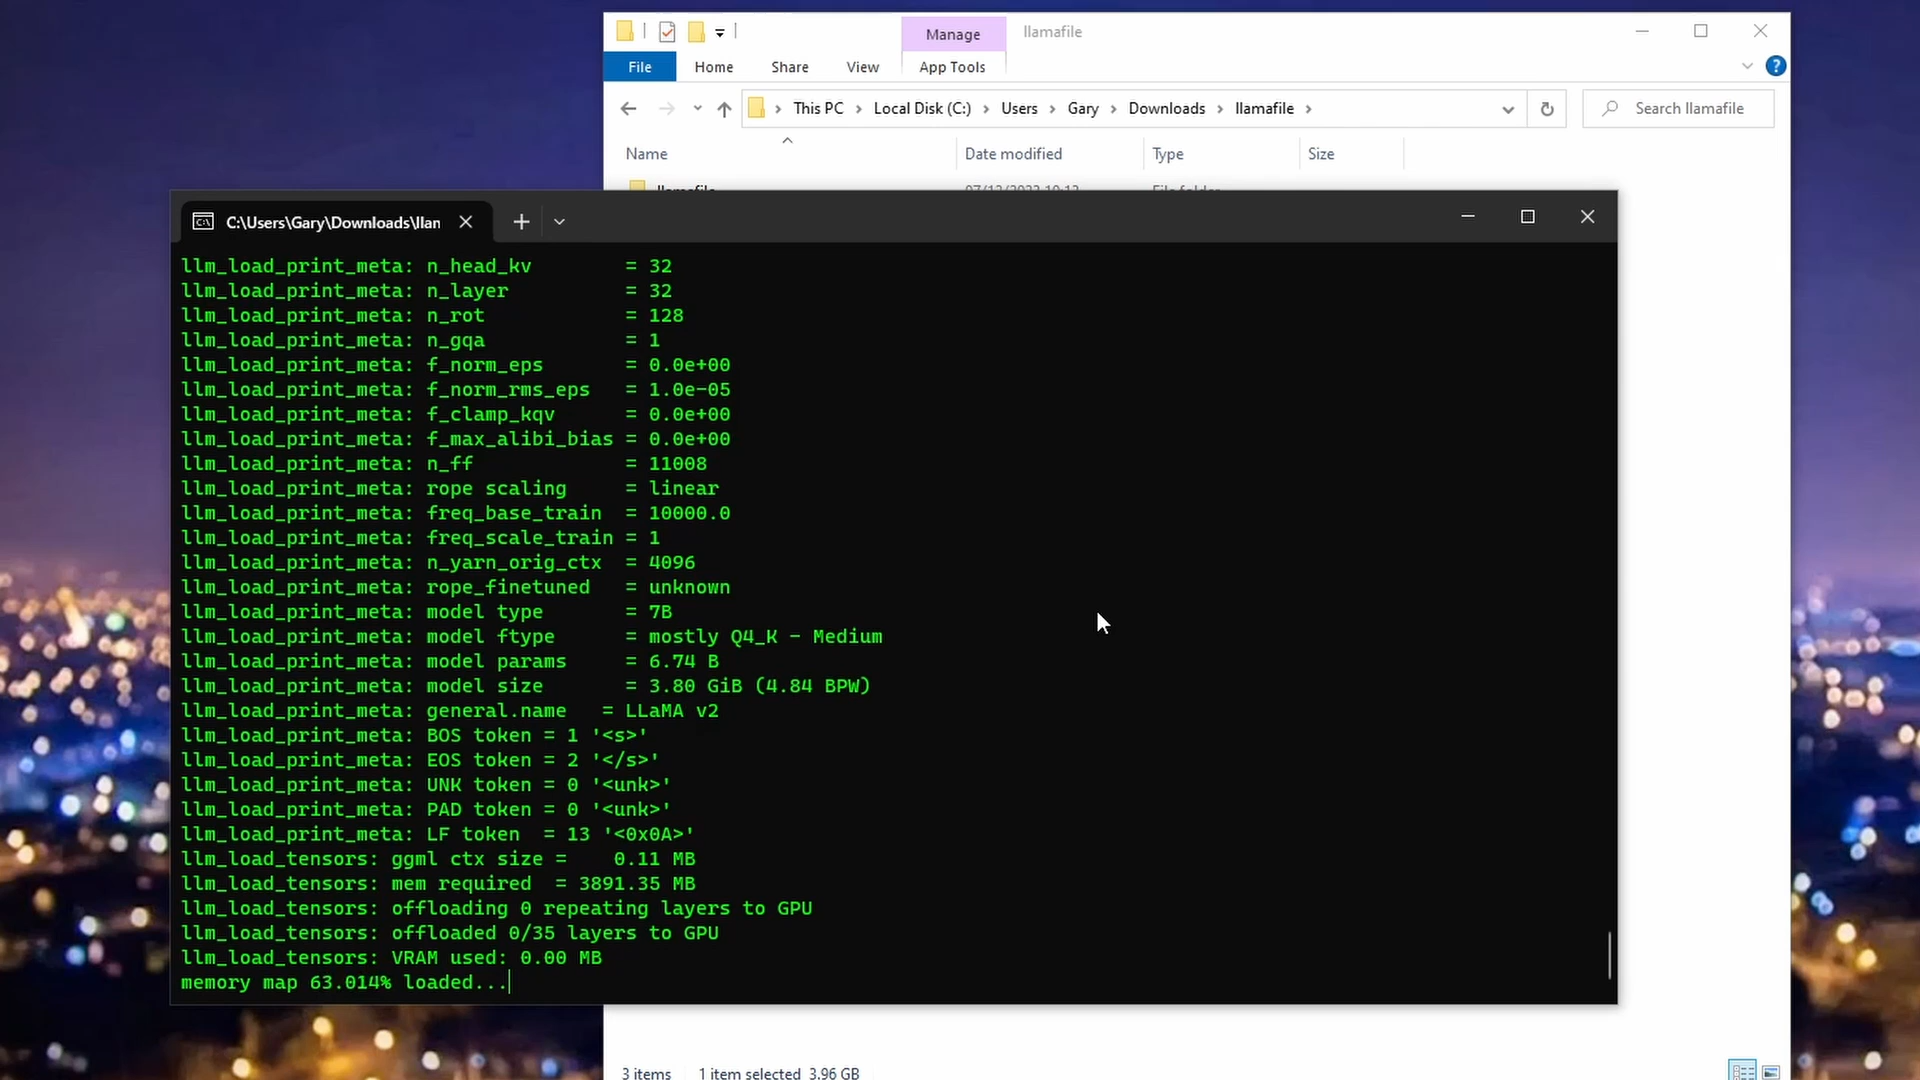 Manage
llamafile
File
Home
Share
View
App Tools
This PC
Local Disk (C:)
Users
Gary
Downloads
llamafile
Search llamafile
Name
Date modified
Type
Size
llamafile
07/12/2023 10:12
File folder
C:\Users\Gary\Downloads\llan
llm_load_print_meta: n_head_kv = 32
llm_load_print_meta: n_layer = 32
llm_load_print_meta: n_rot = 128
llm_load_print_meta: n_gqa = 1
llm_load_print_meta: f_norm_eps = 0.0e+00
llm_load_print_meta: f_norm_rms_eps = 1.0e-05
llm_load_print_meta: f_clamp_kqv = 0.0e+00
llm_load_print_meta: f_max_alibi_bias = 0.0e+00
llm_load_print_meta: n_ff = 11008
llm_load_print_meta: rope scaling = linear
llm_load_print_meta: freq_base_train = 10000.0
llm_load_print_meta: freq_scale_train = 1
llm_load_print_meta: n_yarn_orig_ctx = 4096
llm_load_print_meta: rope_finetuned = unknown
llm_load_print_meta: model type = 7B
llm_load_print_meta: model ftype = mostly Q4_K - Medium
llm_load_print_meta: model params = 6.74 B
llm_load_print_meta: model size = 3.80 GiB (4.84 BPW)
llm_load_print_meta: general.name = LLaMA v2
llm_load_print_meta: BOS token = 1 '<s>'
llm_load_print_meta: EOS token = 2 '</s>'
llm_load_print_meta: UNK token = 0 '<unk>'
llm_load_print_meta: PAD token = 0 '<unk>'
llm_load_print_meta: LF token = 13 '<0x0A>'
llm_load_tensors: ggml ctx size = 0.11 MB
llm_load_tensors: mem required = 3891.35 MB
llm_load_tensors: offloading 0 repeating layers to GPU
llm_load_tensors: offloaded 0/35 layers to GPU
llm_load_tensors: VRAM used: 0.00 MB
memory map 63.014% loaded...
3 items
1 item selected 3.96 GB